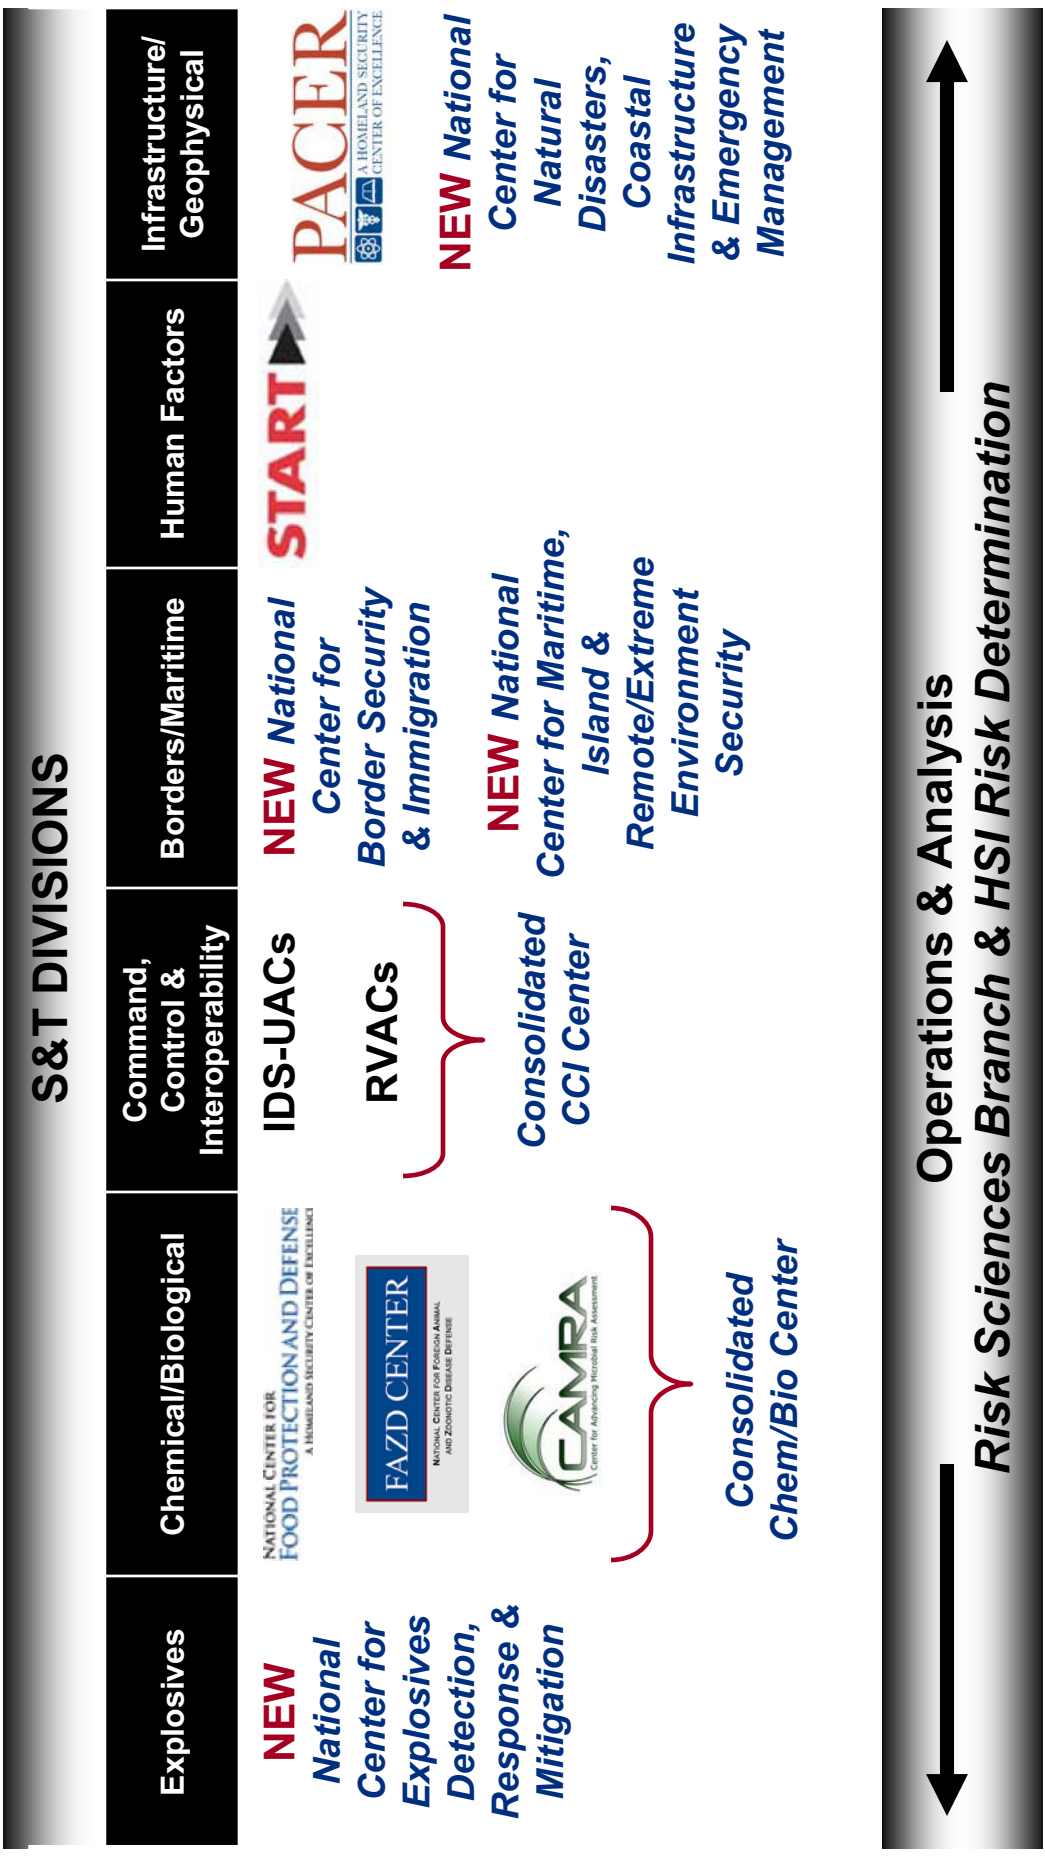 S&T DIVISIONS
Explosives
NEW
National
Center for
Explosives
Detection,
Response &
Mitigation
Chemical/Biological
NATIONAL CENTER FOR
FOOD PROTECTION AND DEFENSE
A HOMELAND SECURITY CENTER OF EXCELLENCE
FAZD CENTER
NATIONAL CENTER FOR FOREIGN ANIMAL
AND ZOONOTIC DISEASE DEFENSE
CAMRA
Center for Advancing Microbial Risk Assessment
Consolidated
Chem/Bio Center
Command,
Control &
Interoperability
IDS-UACs
RVACs
Consolidated
CCI Center
Borders/Maritime
NEW National
Center for
Border Security
& Immigration
NEW National
Center for Maritime,
Island &
Remote/Extreme
Environment
Security
Human Factors
START
Infrastructure/
Geophysical
PACER
A HOMELAND SECURITY
CENTER OF EXCELLENCE
NEW National
Center for
Natural
Disasters,
Coastal
Infrastructure
& Emergency
Management
Operations & Analysis
Risk Sciences Branch & HSI Risk Determination